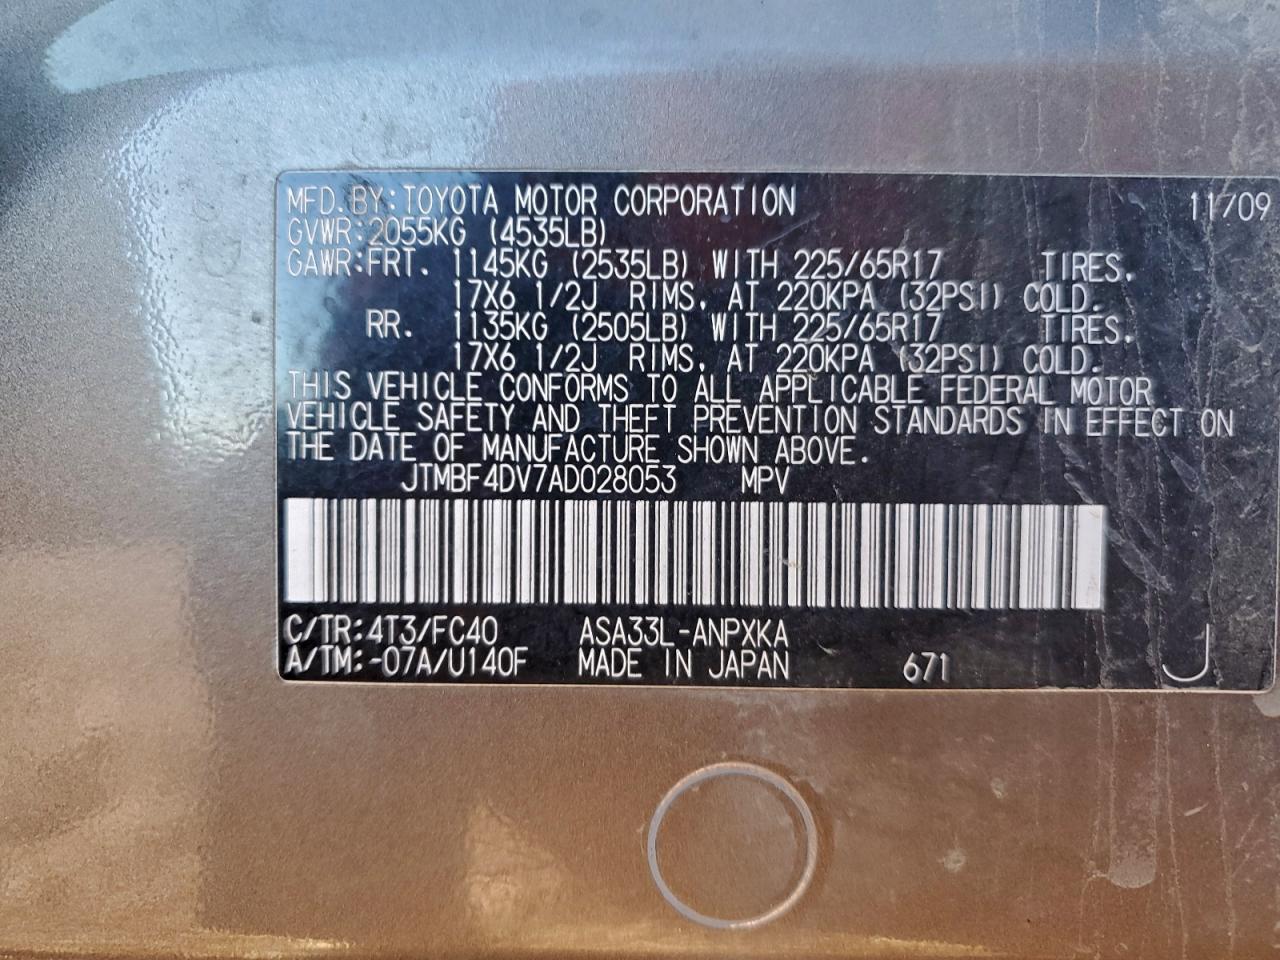 MFD.BY:TOYOTA MOTOR CORPORATION 11/09
GVWR:2055KG (4535LB)
GAWR:FRT. 1145KG (2535LB) WITH 225/65R17 TIRES,
17X6 1/2J RIMS, AT 220KPA (32PSI) COLD.
RR. 1135KG (2505LB) WITH 225/65R17 TIRES,
17X6 1/2J RIMS, AT 220KPA (32PSI) COLD.
THIS VEHICLE CONFORMS TO ALL APPLICABLE FEDERAL MOTOR
VEHICLE SAFETY AND THEFT PREVENTION STANDARDS IN EFFECT ON
THE DATE OF MANUFACTURE SHOWN ABOVE.
JTMBF4DV7AD028053 MPV
C/TR:4T3/FC40 ASA33L-ANPXKA
A/TM:-07A/U140F MADE IN JAPAN 671 J